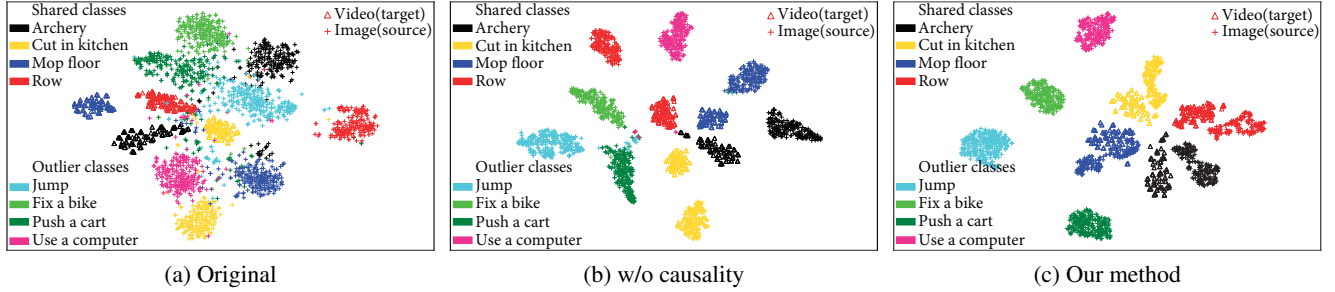 Shared classes
Archery
Cut in kitchen
Mop floor
Row
Video(target)
Image(source)
Outlier classes
Jump
Fix a bike
Push a cart
Use a computer
(a) Original
Shared classes
Archery
Cut in kitchen
Mop floor
Row
Video(target)
Image(source)
Outlier classes
Jump
Fix a bike
Push a cart
Use a computer
(b) w/o causality
Shared classes
Archery
Cut in kitchen
Mop floor
Row
Video(target)
Image(source)
Outlier classes
Jump
Fix a bike
Push a cart
Use a computer
(c) Our method